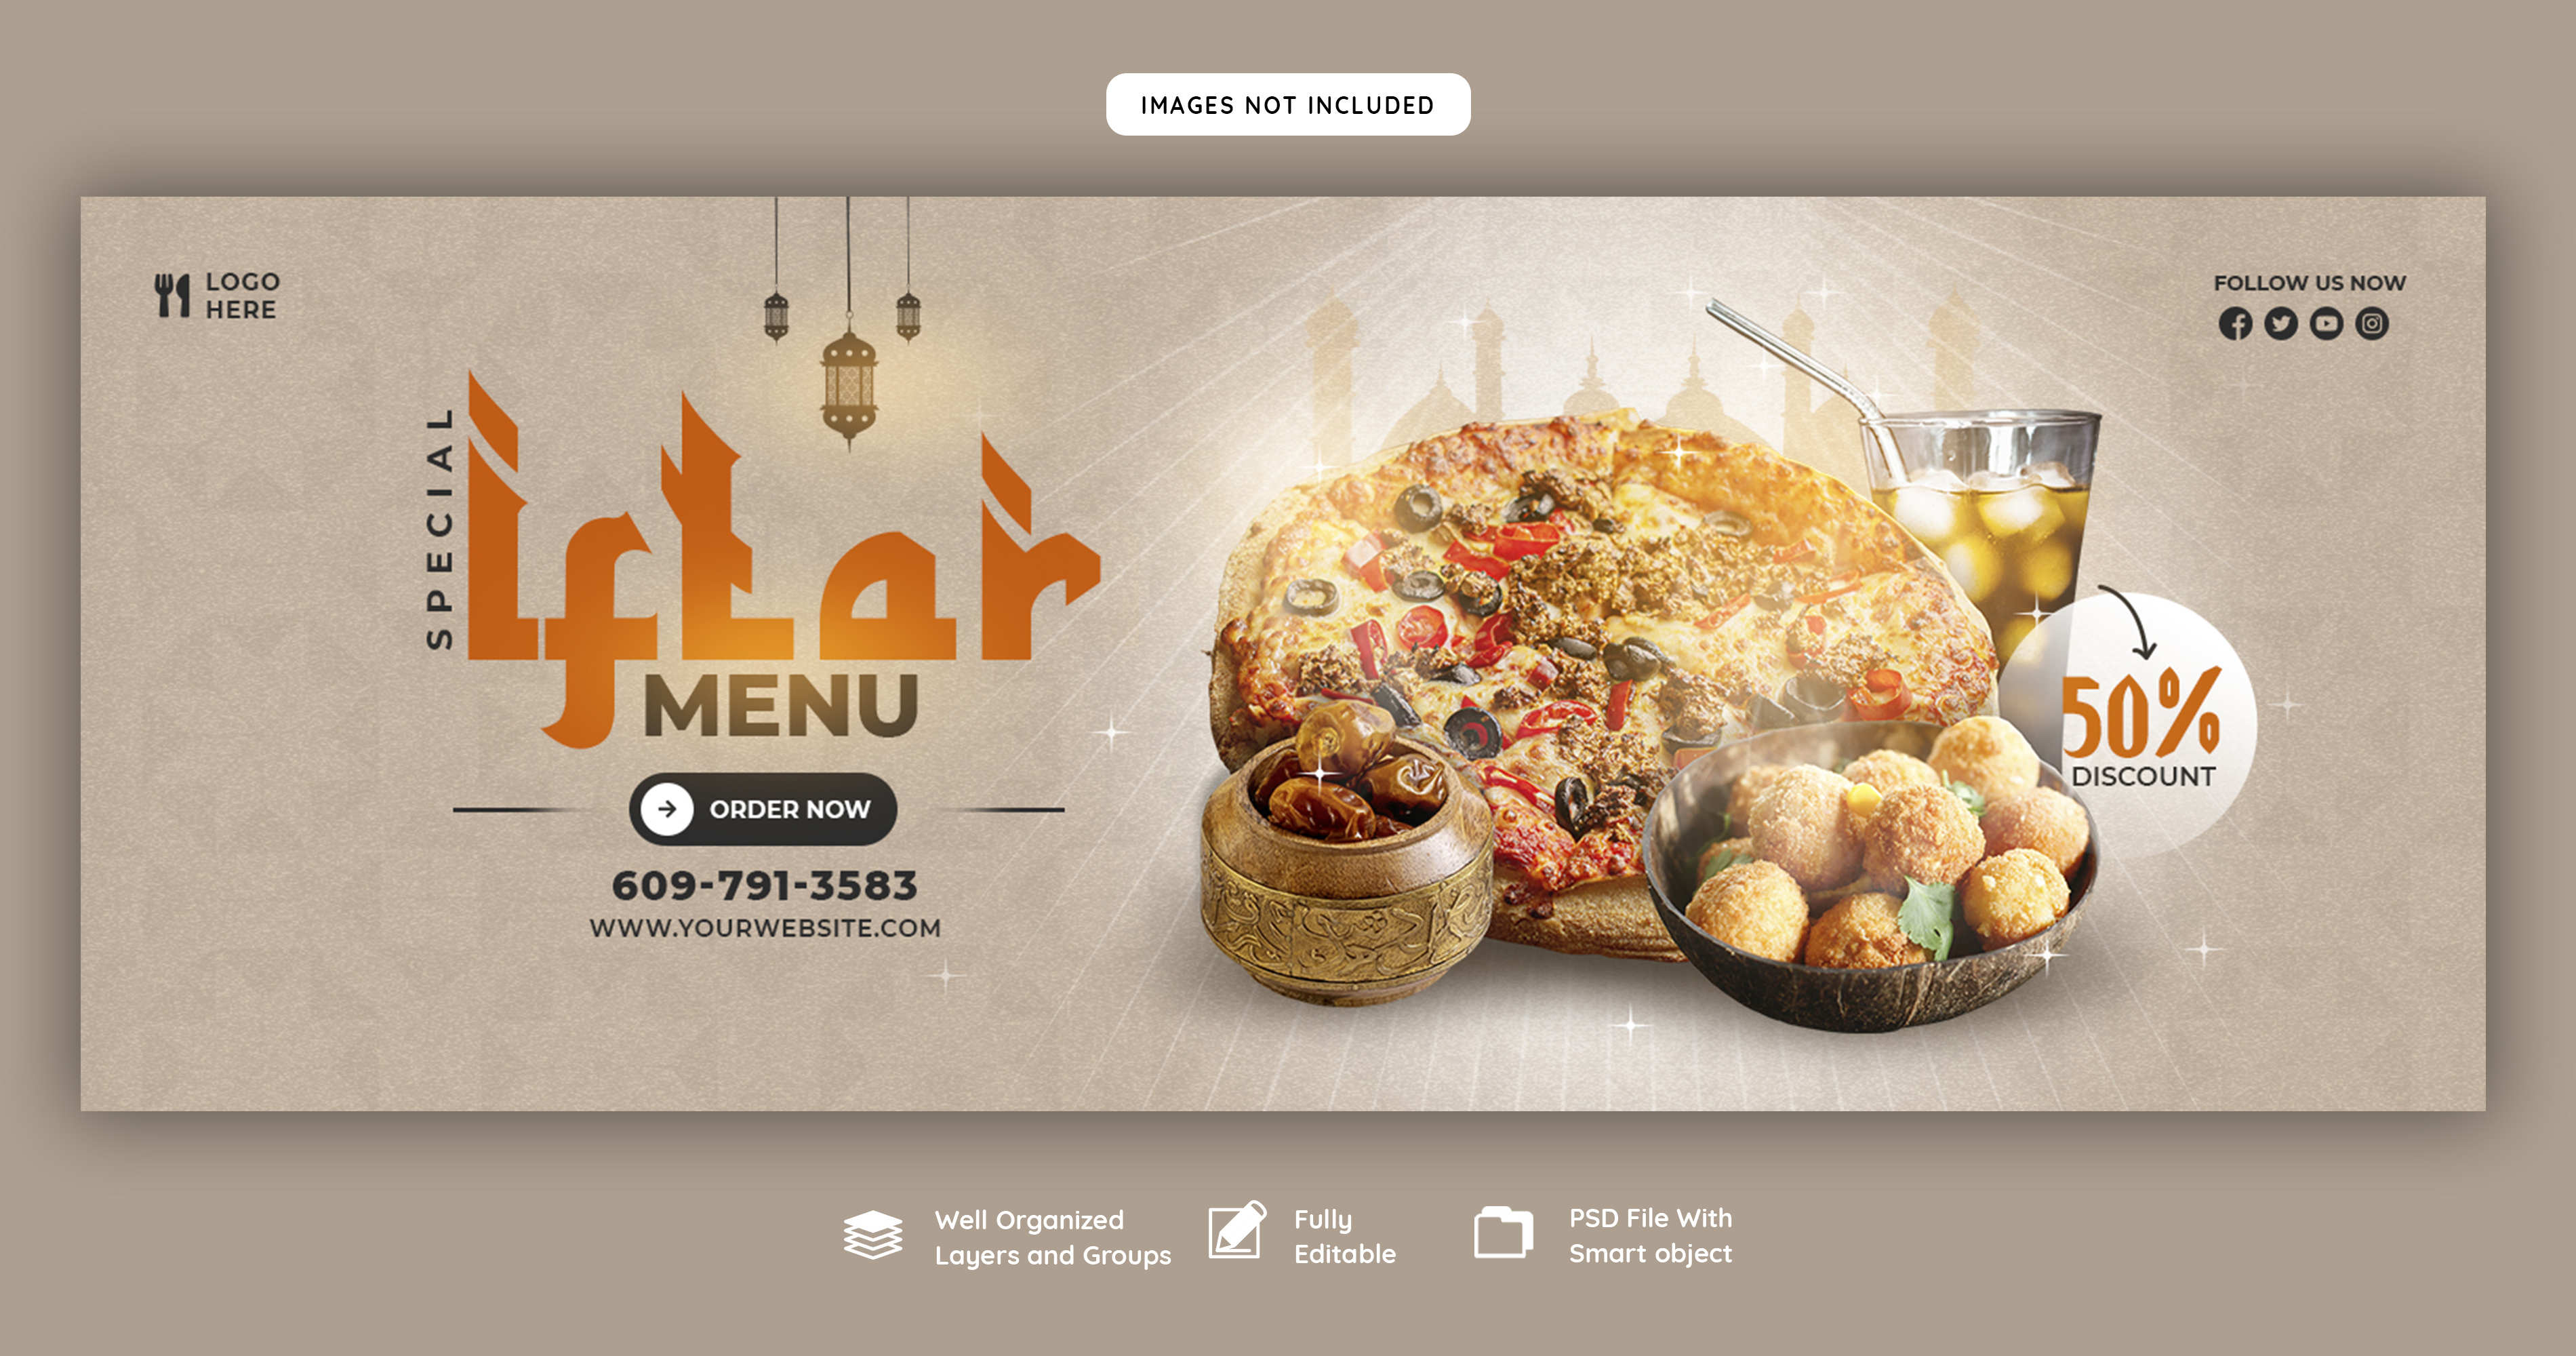 IMAGES NOT INCLUDED
LOGO
HERE
FOLLOW US NOW
SPECIAL
iftar
MENU
ORDER NOW
609-791-3583
WWW.YOURWEBSITE.COM
50%
DISCOUNT
Well Organized
Layers and Groups
Fully
Editable
PSD File With
Smart object